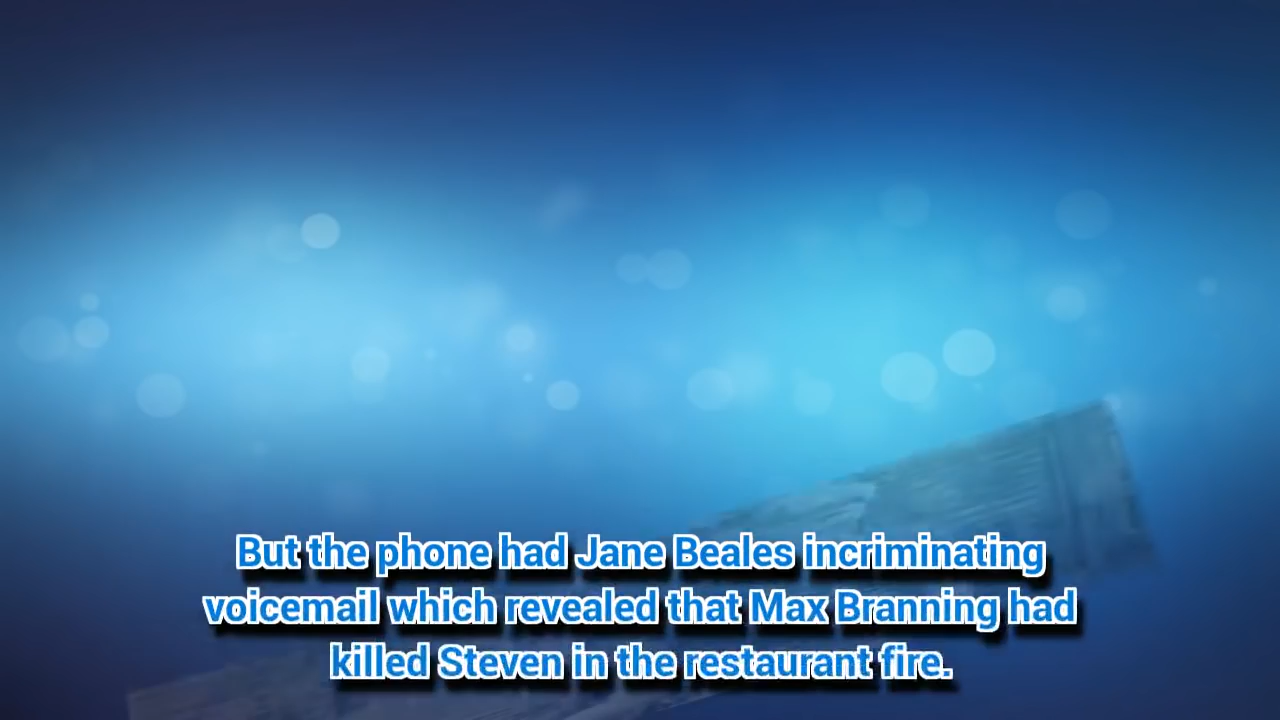 But the phone had Jane Beales incriminating
voicemail which revealed that Max Branning had
killed Steven in the restaurant fire.